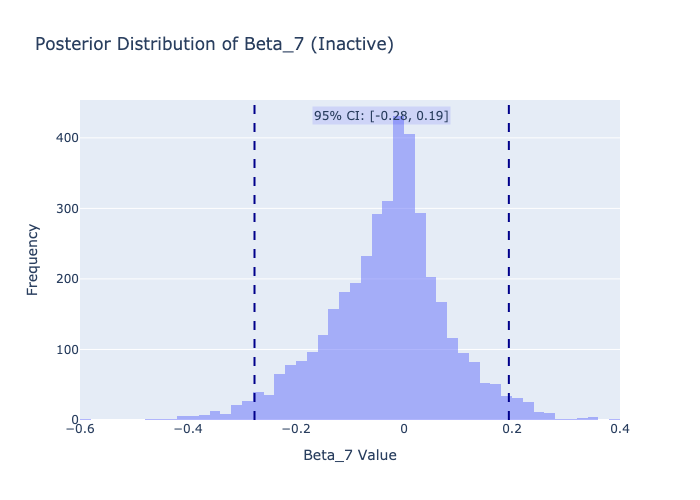 Posterior Distribution of Beta_7 (Inactive)
95% CI: [-0.28, 0.19]
400
300
200
100
0
Frequency
−0.6 −0.4 −0.2 0 0.2 0.4
Beta_7 Value